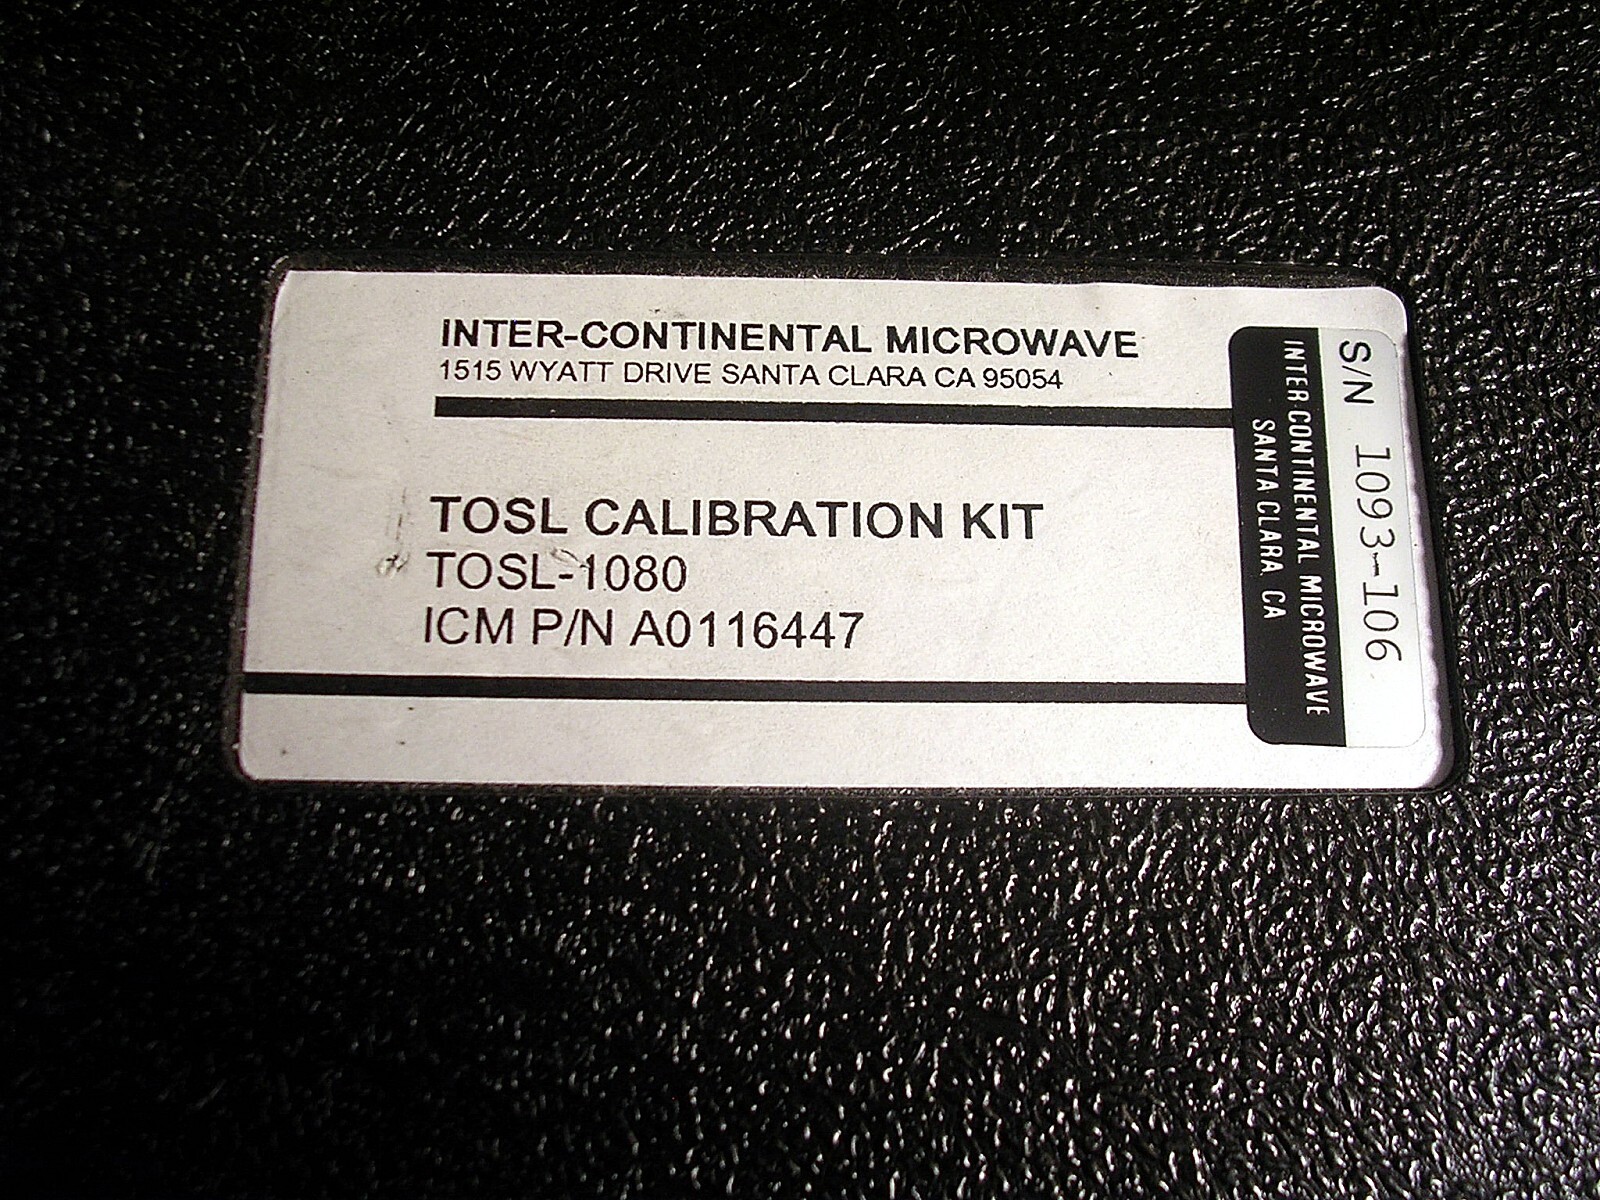 INTER-CONTINENTAL MICROWAVE
1515 WYATT DRIVE SANTA CLARA CA 95054
TOSL CALIBRATION KIT
TOSL-1080
ICM P/N A0116447
S/N 1093-106
INTER CONTINENTAL MICROWAVE
SANTA CLARA, CA